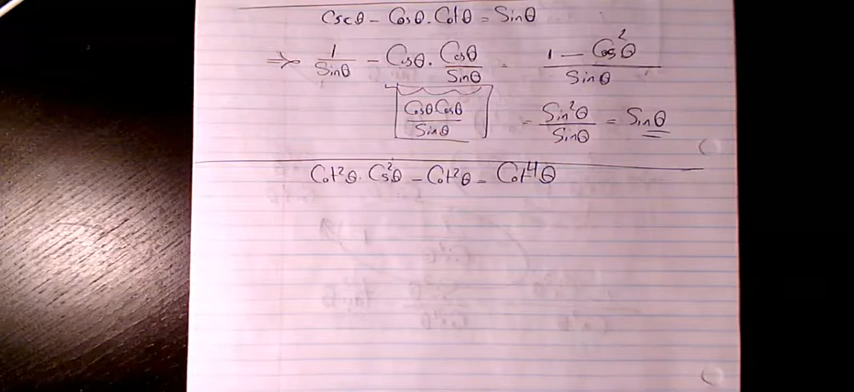 Cscθ - Cosθ.Cotθ = Sinθ
⇒ 1/Sinθ - Cosθ . Cosθ/Sinθ = (1 - Cos²θ)/Sinθ
CosθCosθ/Sinθ = Sin²θ/Sinθ = Sinθ
Cot²θ. Cs²θ - Cot²θ = Cot⁴θ